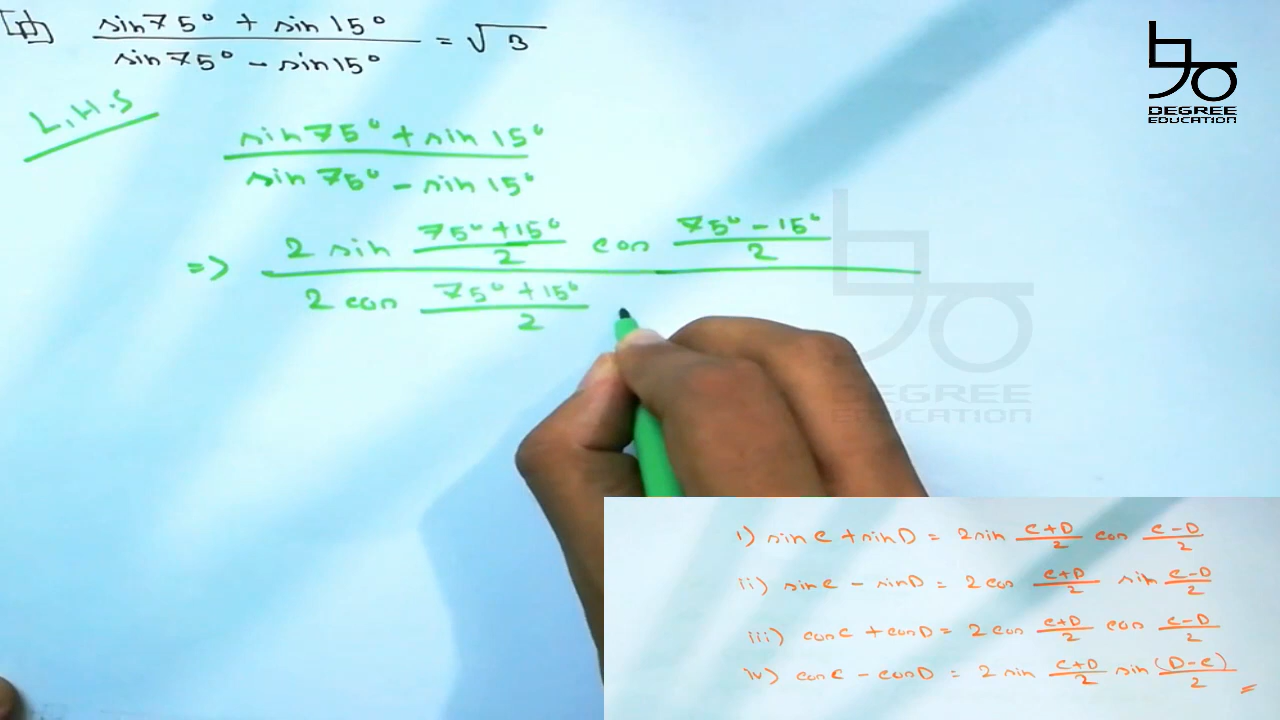 sin75° + sin 15°
sin75° - sin15°
= √3
L.H.S
sin75° + sin 15°
sin 75° - sin 15°
=>
2 sin 75° + 15° / 2 cos 75° - 15° / 2
2 cos 75° + 15° / 2
DEGREE
EDUCATION
DEGREE
EDUCATION
i) sin C + sin D = 2 sin C+D / 2 cos C-D / 2
ii) sin C - sin D = 2 cos C+D / 2 sin C-D / 2
iii) cos C + cos D = 2 cos C+D / 2 cos C-D / 2
iv) cos C - cos D = 2 sin C+D / 2 sin (D-C) / 2